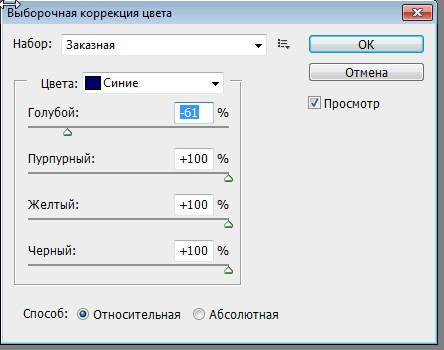 Выборочная коррекция цвета
Набор: Заказная
ОК
Отмена
Просмотр
Цвета: Синие
Голубой: -61 %
Пурпурный: +100 %
Желтый: +100 %
Черный: +100 %
Способ: Относительная Абсолютная